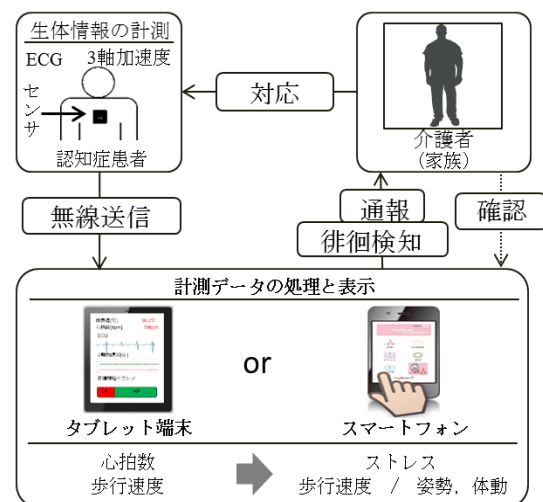 生体情報の計測
ECG 3軸加速度
センサ
認知症患者
対応
介護者
(家族)
無線送信
通報
徘徊検知
確認
計測データの処理と表示
ECG
or
タブレット端末
スマートフォン
心拍数
歩行速度
ストレス
歩行速度 / 姿勢, 体動